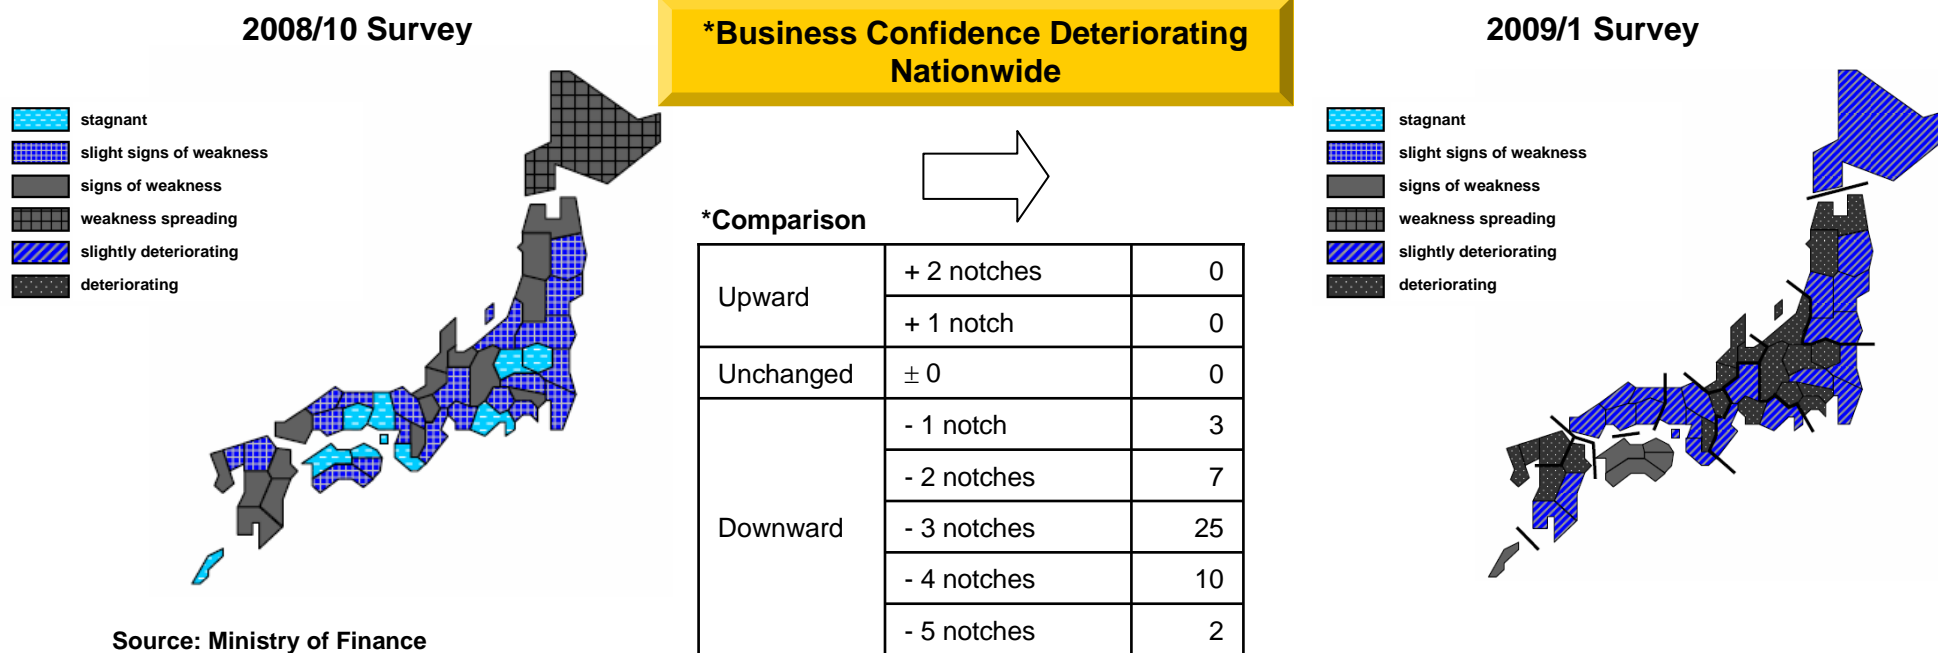 2008/10 Survey
stagnant
slight signs of weakness
signs of weakness
weakness spreading
slightly deteriorating
deteriorating
Source: Ministry of Finance
*Business Confidence Deteriorating
Nationwide
*Comparison
Upward
+ 2 notches 0
+ 1 notch 0
Unchanged ± 0 0
Downward
- 1 notch 3
- 2 notches 7
- 3 notches 25
- 4 notches 10
- 5 notches 2
2009/1 Survey
stagnant
slight signs of weakness
signs of weakness
weakness spreading
slightly deteriorating
deteriorating